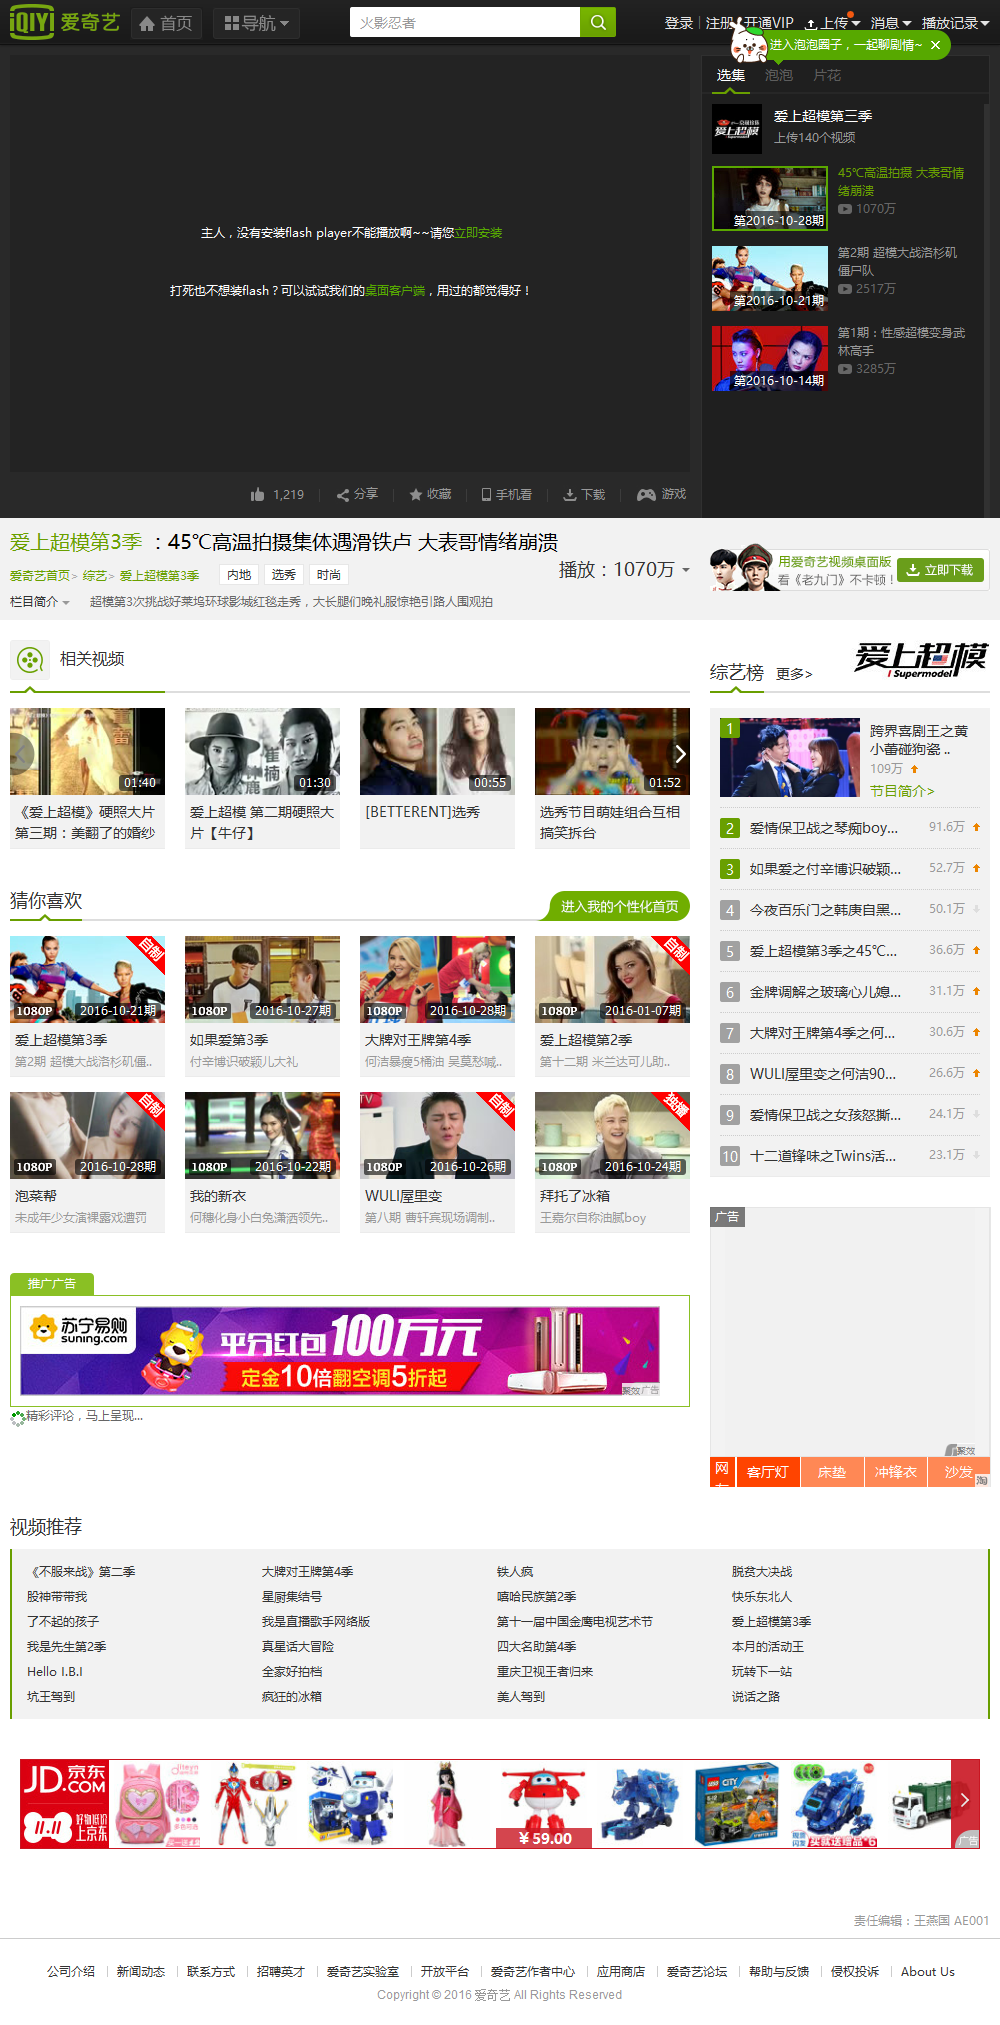 iQIYI 爱奇艺
首页
导航
火影忍者
登录
注册
开通VIP
上传
消息
播放记录
进入泡泡圈子，一起聊剧情~ ×
选集
泡泡
片花
爱上超模第三季
上传140个视频
主人，没有安装flash player不能播放啊~~请您立即安装
打死也不想装flash？可以试试我们的桌面客户端，用过的都觉得好！
45℃高温拍摄 大表哥情
绪崩溃
1070万
第2016-10-28期
第2期 超模大战洛杉矶
僵尸队
2517万
第2016-10-21期
第1期：性感超模变身武
林高手
3285万
第2016-10-14期
1,219
分享
收藏
手机看
下载
游戏
爱上超模第3季 ：45℃高温拍摄集体遇滑铁卢 大表哥情绪崩溃
爱奇艺首页> 综艺> 爱上超模第3季
内地
选秀
时尚
播放：1070万
栏目简介
超模第3次挑战好莱坞环球影城红毯走秀，大长腿们晚礼服惊艳引路人围观拍
用爱奇艺视频桌面版
看《老九门》不卡顿！
立即下载
相关视频
01:40
《爱上超模》硬照大片
第三期：美翻了的婚纱
01:30
爱上超模 第二期硬照大
片【牛仔】
00:55
[BETTERENT]选秀
01:52
选秀节目萌娃组合互相
搞笑拆台
猜你喜欢
进入我的个性化首页
自制
1080P
2016-10-21期
爱上超模第3季
第2期 超模大战洛杉矶僵..
1080P
2016-10-27期
如果爱第3季
付辛博识破颖儿大礼
1080P
2016-10-28期
大牌对王牌第4季
何洁暴瘦5桶油 吴莫愁喊..
自制
1080P
2016-01-07期
爱上超模第2季
第十二期 米兰达可儿助..
自制
1080P
2016-10-28期
泡菜帮
未成年少女演裸露戏遭罚
1080P
2016-10-22期
我的新衣
何穗化身小白兔潇洒领先..
自制
1080P
2016-10-26期
WULI屋里变
第八期 曹轩宾现场调制..
独播
1080P
2016-10-24期
拜托了冰箱
王嘉尔自称油腻boy
推广广告
苏宁易购
suning.com
平分红包100万元
定金10倍翻空调5折起
聚效广告
精彩评论，马上呈现...
综艺榜
更多>
爱上超模
I Supermodel
1
跨界喜剧王之黄
小蕾碰狗瓷 ..
109万
节目简介>
2 爱情保卫战之琴痴boy... 91.6万
3 如果爱之付辛博识破颖... 52.7万
4 今夜百乐门之韩庚自黑... 50.1万
5 爱上超模第3季之45℃... 36.6万
6 金牌调解之玻璃心儿媳... 31.1万
7 大牌对王牌第4季之何... 30.6万
8 WULI屋里变之何洁90... 26.6万
9 爱情保卫战之女孩怒撕... 24.1万
10 十二道锋味之Twins活... 23.1万
广告
聚效
网
客厅灯
床垫
冲锋衣
沙发
淘
视频推荐
《不服来战》第二季
大牌对王牌第4季
铁人疯
脱贫大决战
股神带带我
星厨集结号
嘻哈民族第2季
快乐东北人
了不起的孩子
我是直播歌手网络版
第十一届中国金鹰电视艺术节
爱上超模第3季
我是先生第2季
真星话大冒险
四大名助第4季
本月的活动王
Hello I.B.I
全家好拍档
重庆卫视王者归来
玩转下一站
坑王驾到
疯狂的冰箱
美人驾到
说话之路
JD.京东
.COM
11.11
好物低价
上京东
¥ 59.00
广告
责任编辑：王燕国 AE001
公司介绍
新闻动态
联系方式
招聘英才
爱奇艺实验室
开放平台
爱奇艺作者中心
应用商店
爱奇艺论坛
帮助与反馈
侵权投诉
About Us
Copyright © 2016 爱奇艺 All Rights Reserved